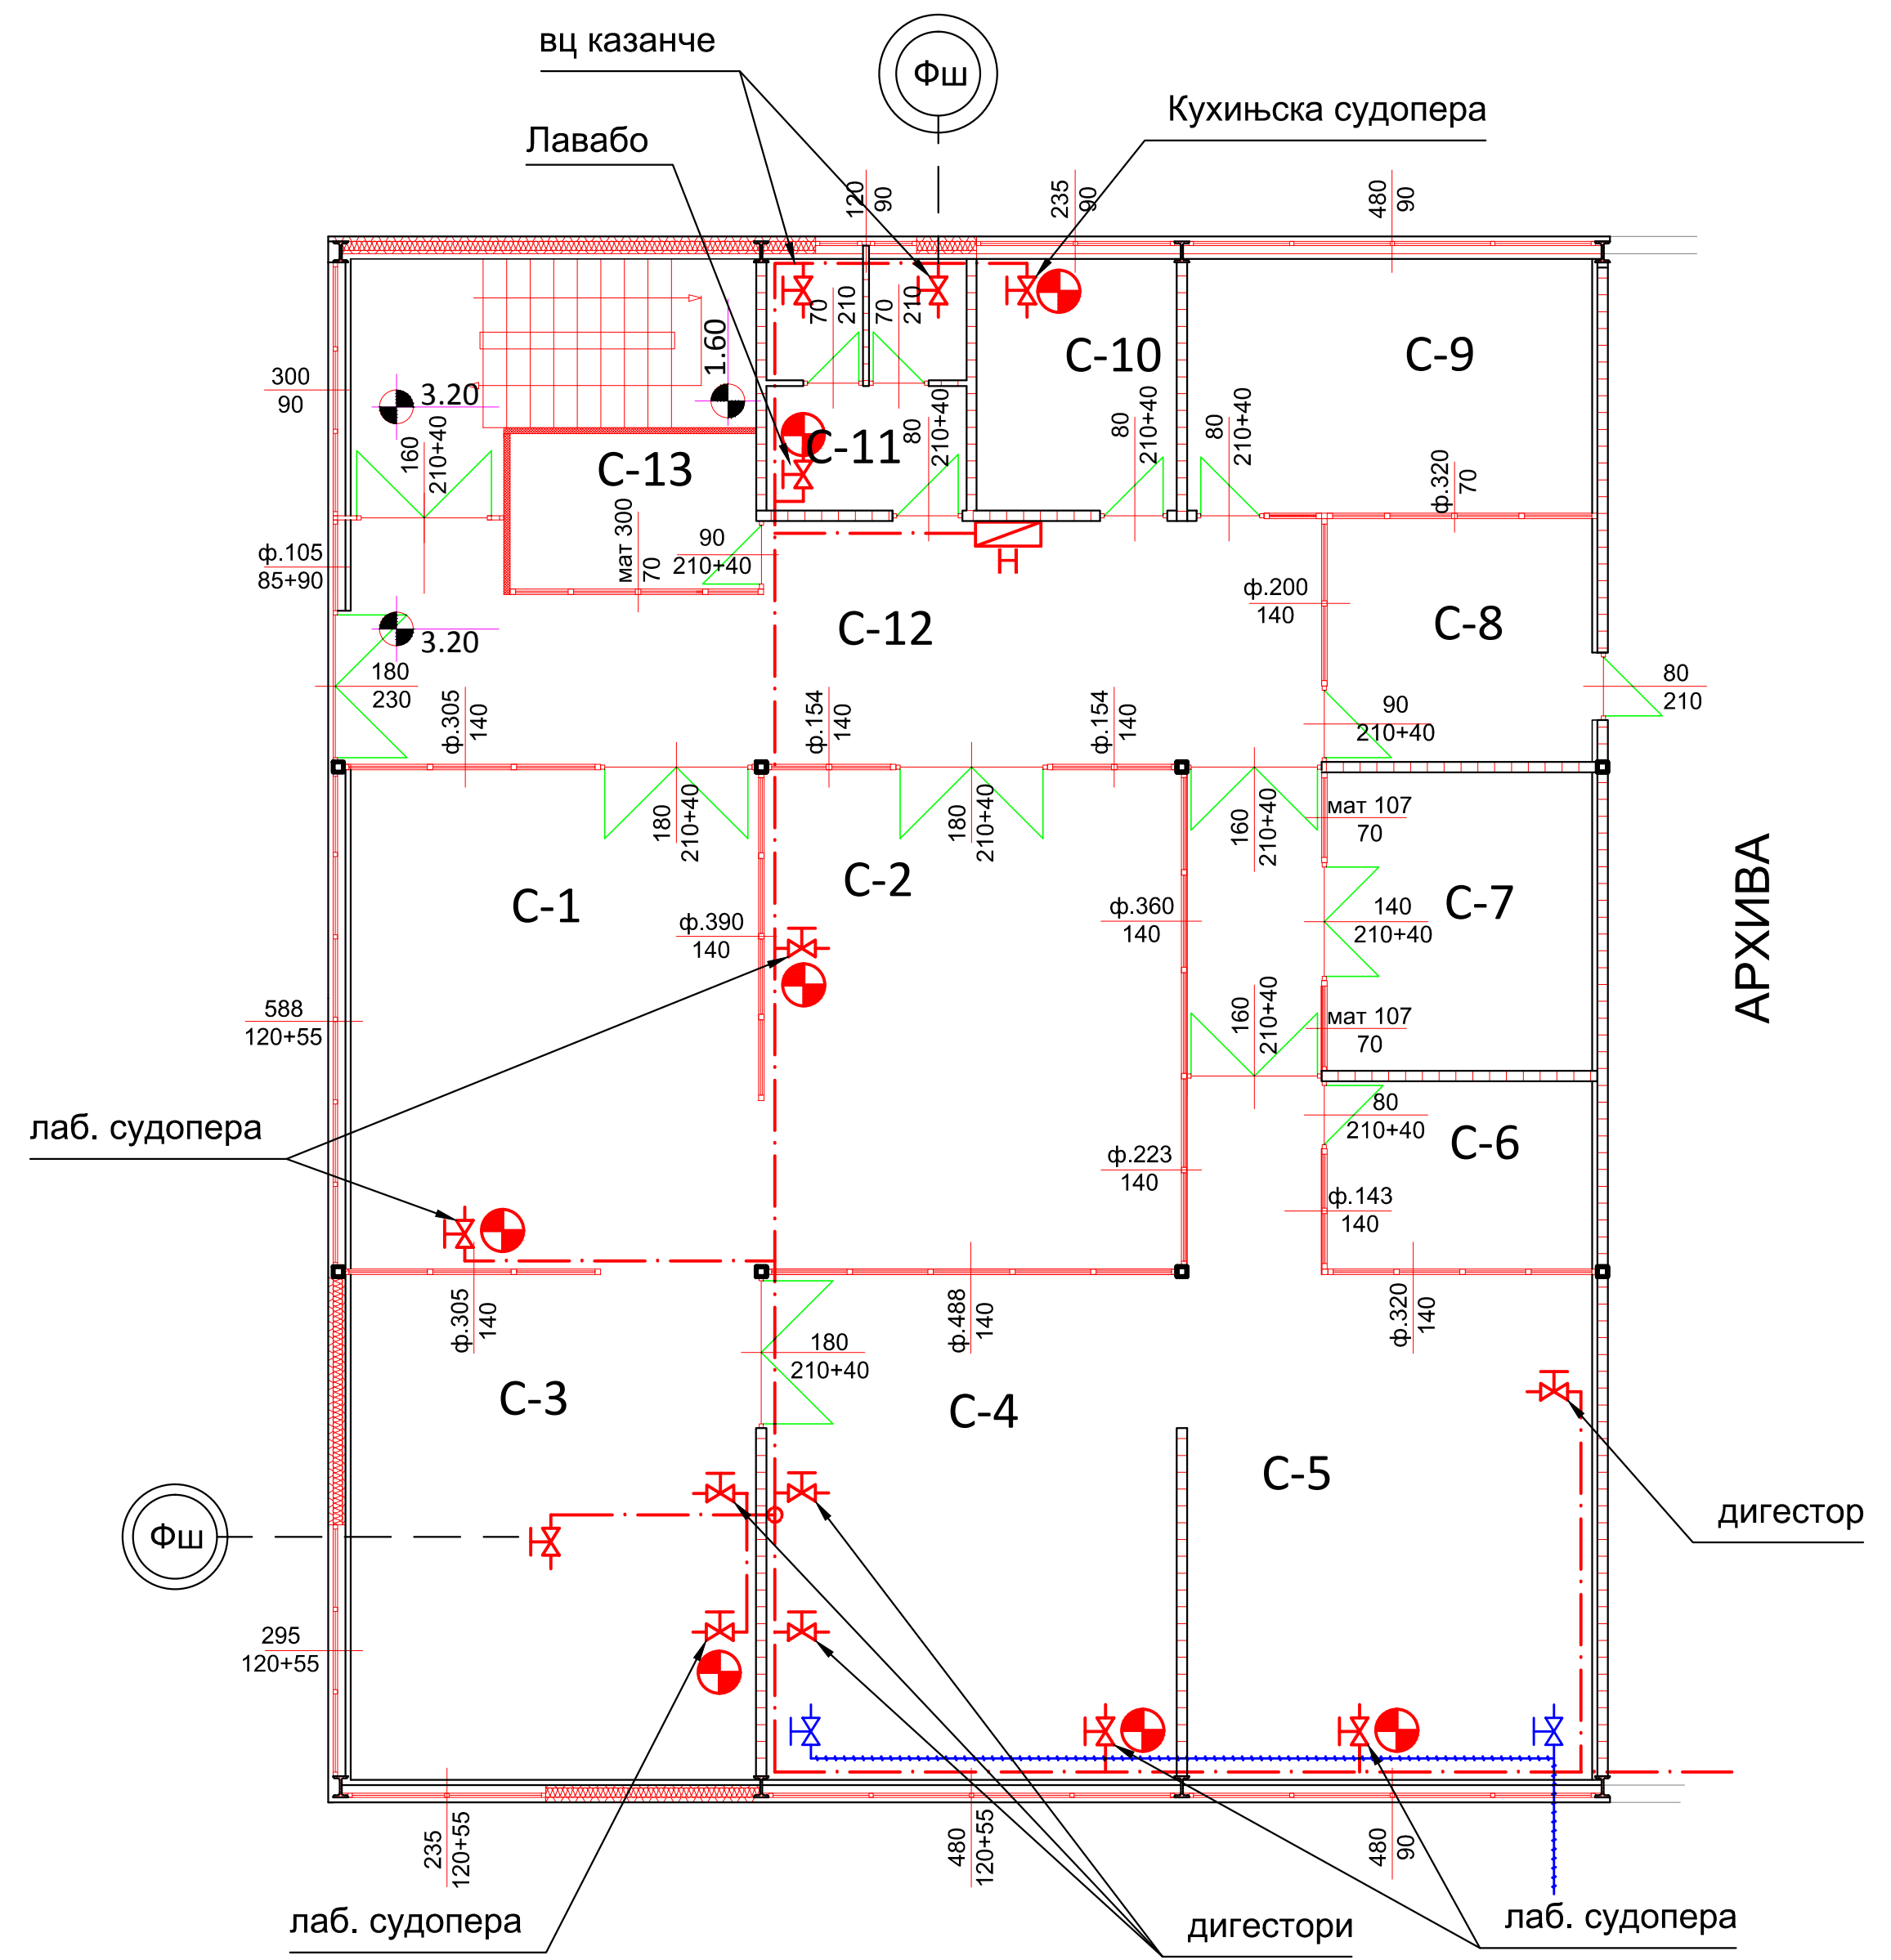 вц казанче
Фш
Кухињска судопера
Лавабо
120
90
235
90
480
90
70
210
70
210
1.60
С-10
С-9
300
90
3.20
160
210+40
С-13
С-11
80
210+40
80
210+40
80
210+40
ф.320
70
мат 300
70
90
210+40
ф.105
85+90
Н
ф.200
140
С-12
С-8
3.20
180
230
80
210
ф.305
140
ф.154
140
ф.154
140
90
210+40
180
210+40
180
210+40
160
210+40
мат 107
70
АРХИВА
С-1
С-2
С-7
ф.390
140
ф.360
140
140
210+40
588
120+55
160
210+40
мат 107
70
лаб. судопера
80
210+40
С-6
ф.223
140
ф.143
140
ф.305
140
ф.488
140
ф.320
140
180
210+40
С-3
С-4
С-5
дигестор
Фш
295
120+55
235
120+55
480
120+55
480
90
лаб. судопера
дигестори
лаб. судопера